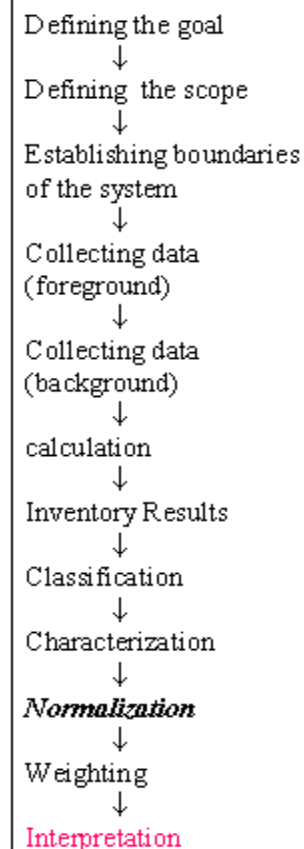 Defining the goal
↓
Defining the scope
↓
Establishing boundaries
of the system
↓
Collecting data
(foreground)
↓
Collecting data
(background)
↓
calculation
↓
Inventory Results
↓
Classification
↓
Characterization
↓
Normalization
↓
Weighting
↓
Interpretation